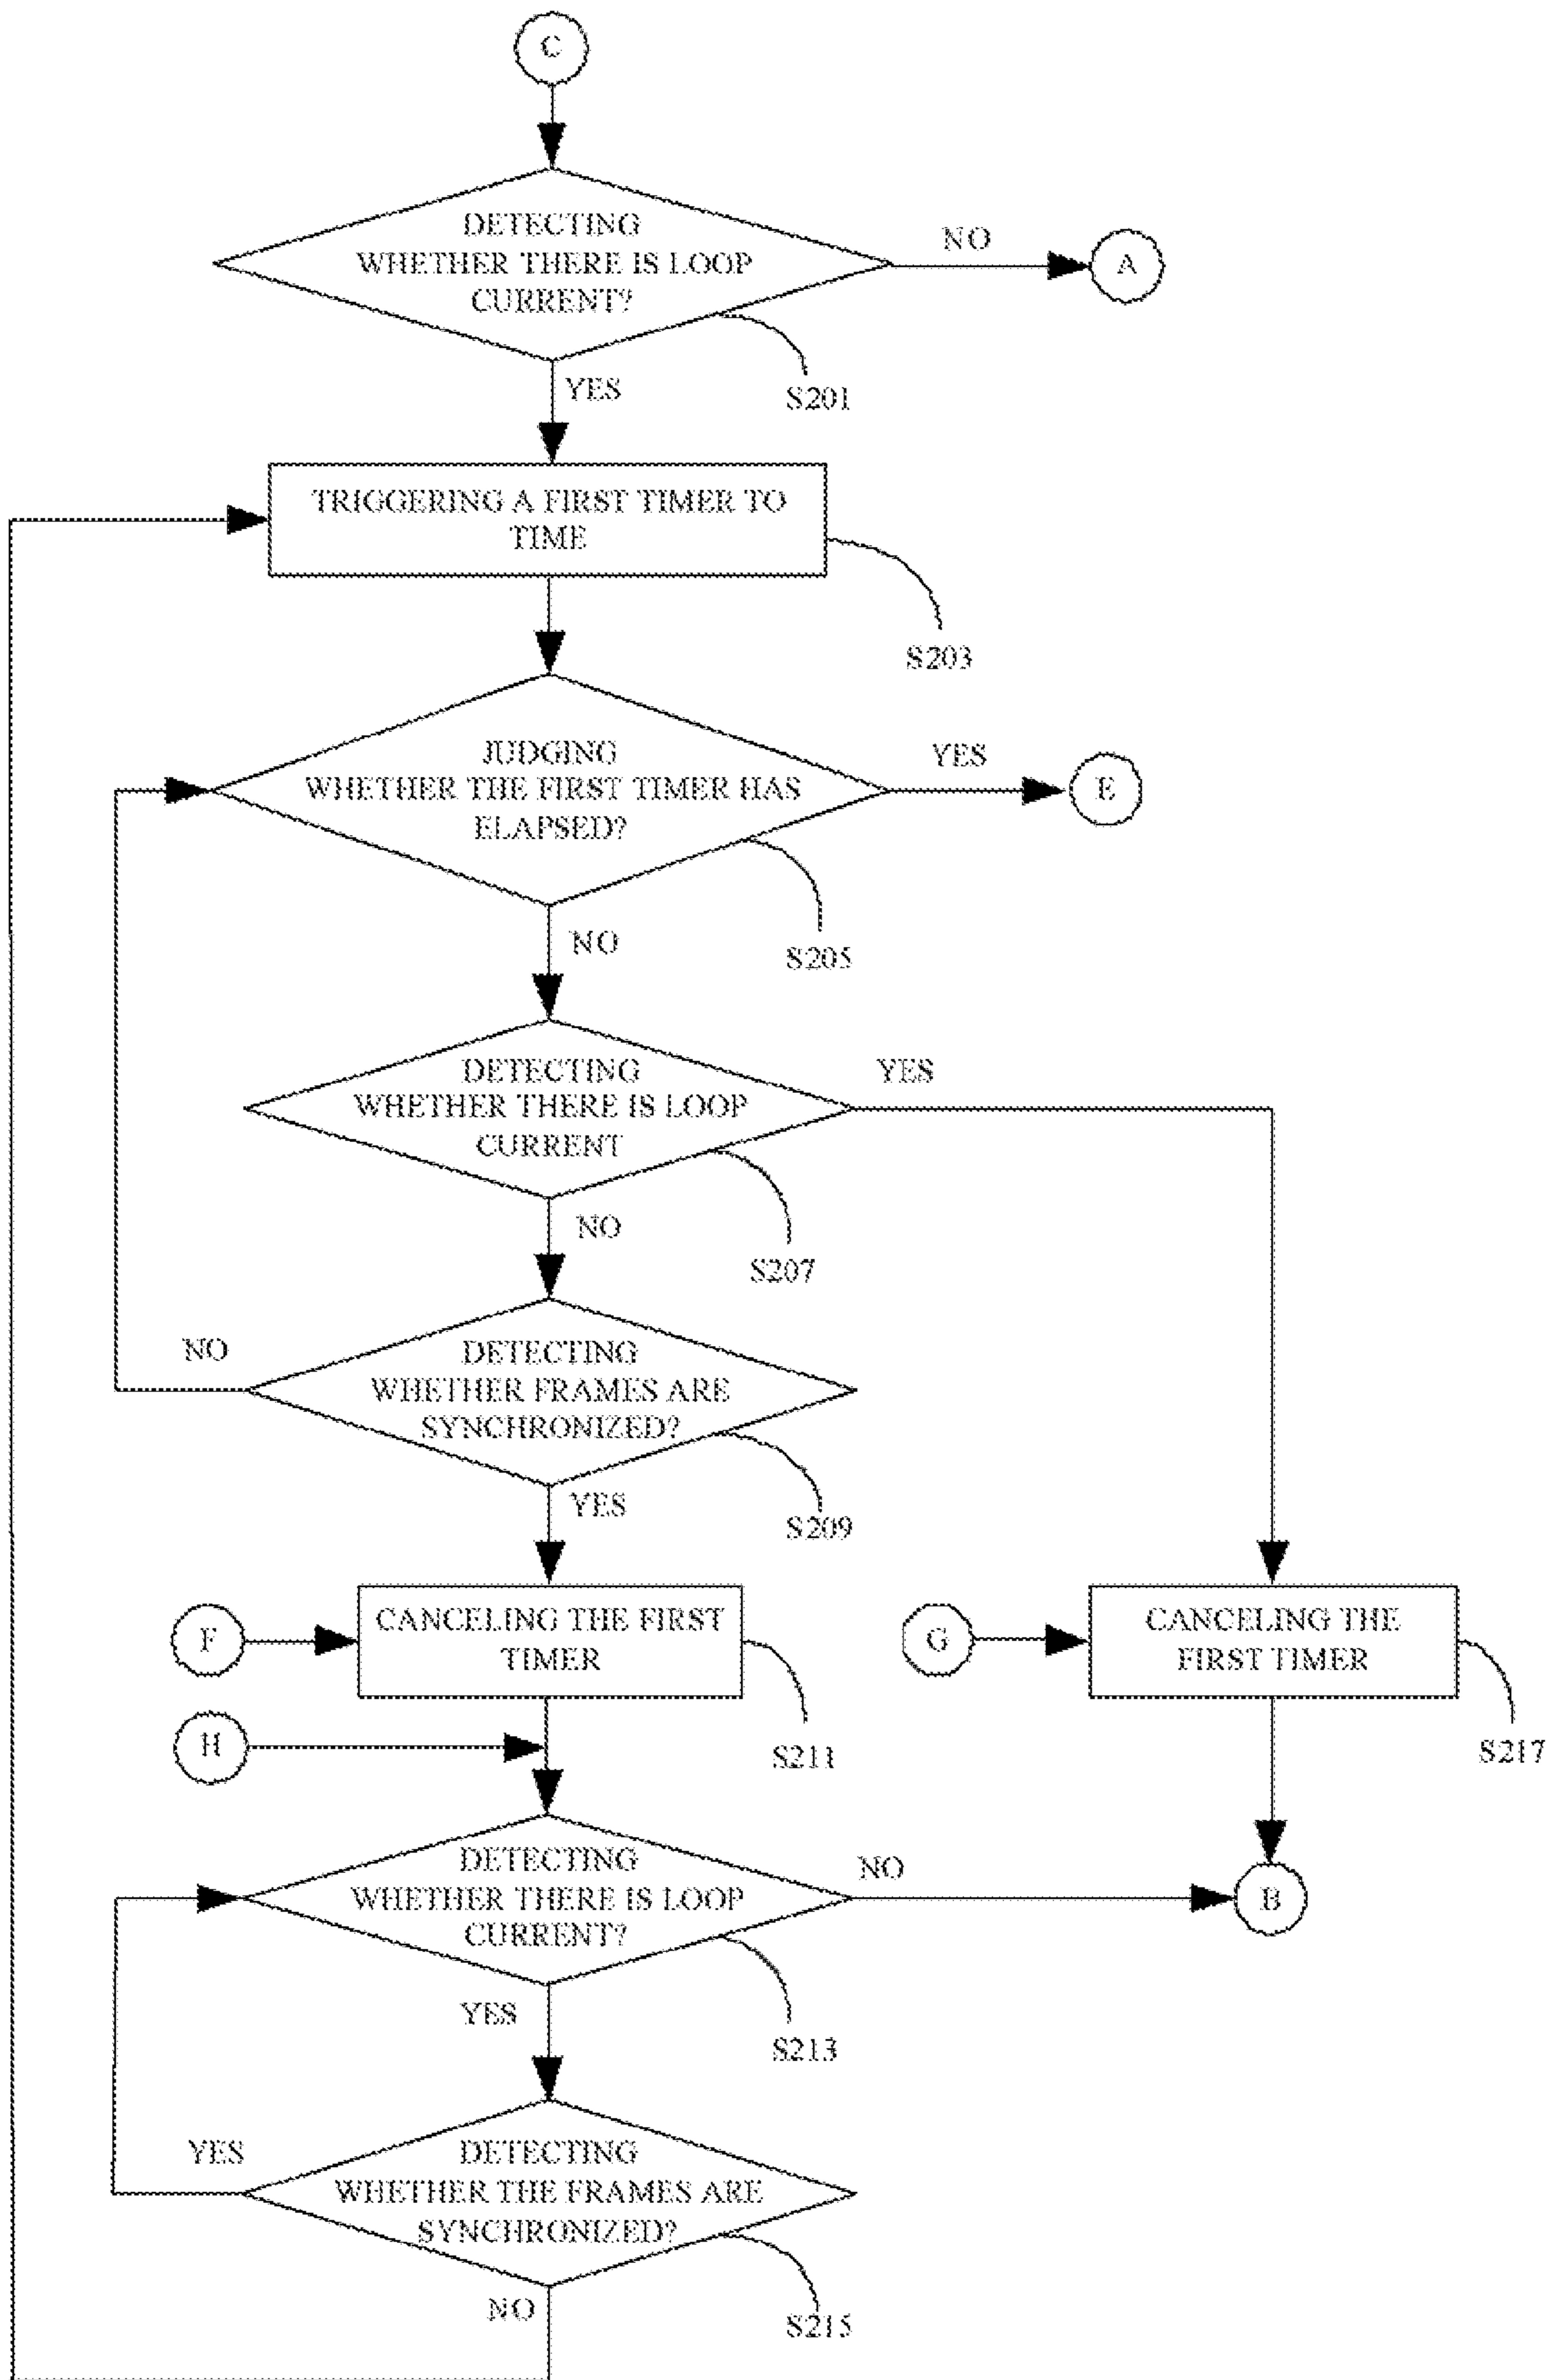 C
DETECTING
WHETHER THERE IS LOOP
CURRENT?
NO
A
S201
YES
TRIGGERING A FIRST TIMER TO
TIME
S203
JUDGING
WHETHER THE FIRST TIMER HAS
ELAPSED?
YES
E
S205
NO
DETECTING
WHETHER THERE IS LOOP
CURRENT
YES
S207
NO
DETECTING
WHETHER FRAMES ARE
SYNCHRONIZED?
NO
S209
YES
F
CANCELING THE FIRST
TIMER
G
CANCELING THE
FIRST TIMER
S211
S217
H
DETECTING
WHETHER THERE IS LOOP
CURRENT?
NO
B
S213
YES
DETECTING
WHETHER THE FRAMES ARE
SYNCHRONIZED?
YES
S215
NO